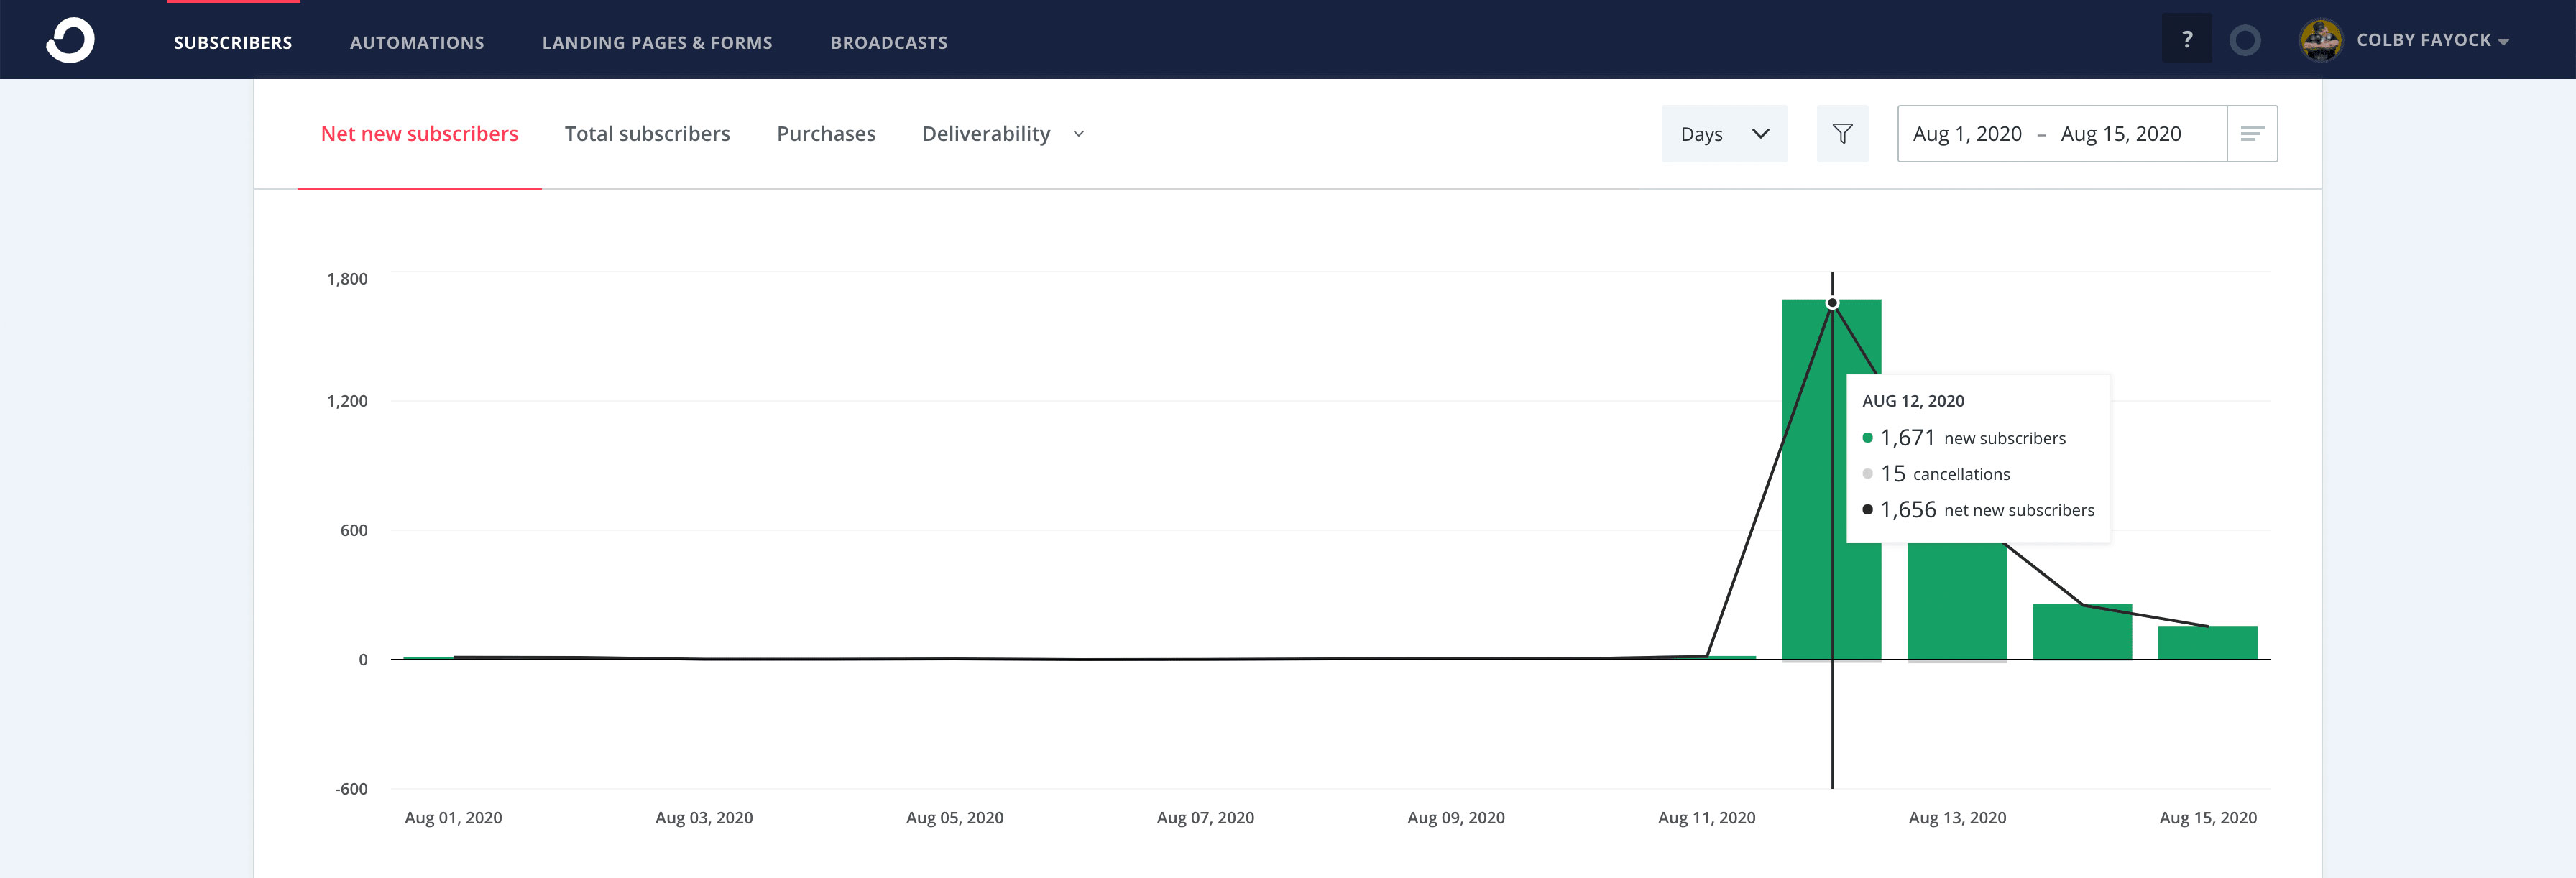 SUBSCRIBERS AUTOMATIONS LANDING PAGES & FORMS BROADCASTS ? COLBY FAYOCK
Net new subscribers Total subscribers Purchases Deliverability Days Aug 1, 2020 – Aug 15, 2020
1,800
1,200
600
0
-600
AUG 12, 2020
1,671 new subscribers
15 cancellations
1,656 net new subscribers
Aug 01, 2020 Aug 03, 2020 Aug 05, 2020 Aug 07, 2020 Aug 09, 2020 Aug 11, 2020 Aug 13, 2020 Aug 15, 2020